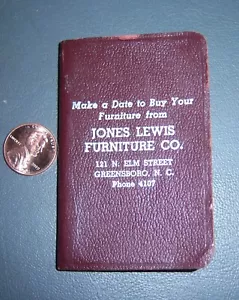 Make a Date to Buy Your
Furniture from
JONES LEWIS
FURNITURE CO.
121 N. ELM STREET
GREENSBORO, N. C.
Phone 4107